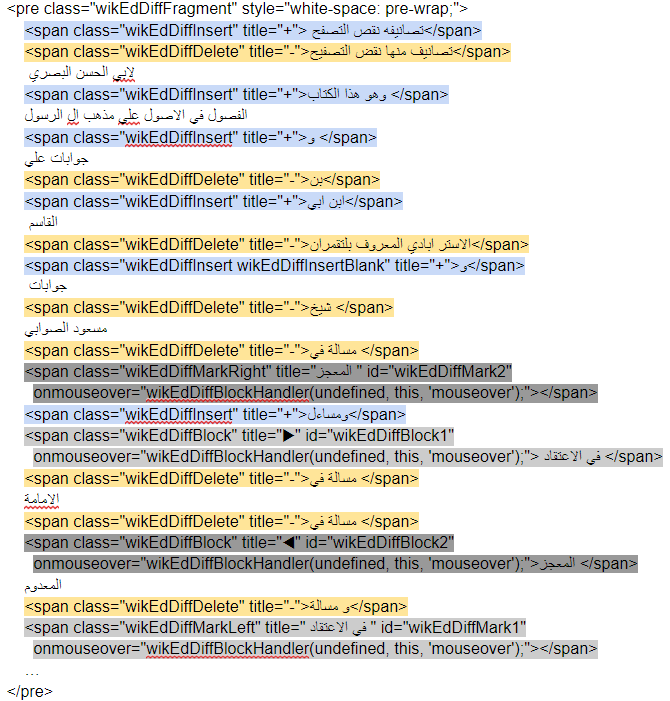 <pre class="wikEdDiffFragment" style="white-space: pre-wrap;">
<span class="wikEdDiffInsert" title="+"> تصانيفه نقص التصفح</span>
<span class="wikEdDiffDelete" title="-">تصانيف منها نقض التصفيح</span>
لابي الحسن البصري
<span class="wikEdDiffInsert" title="+">وهو هذا الكتاب </span>
الفصول في الاصول علي مذهب ال الرسول
<span class="wikEdDiffInsert" title="+">و </span>
جوابات علي
<span class="wikEdDiffDelete" title="-">بن</span>
<span class="wikEdDiffInsert" title="+">ابن ابي</span>
القاسم
<span class="wikEdDiffDelete" title="-">الاستر ابادي المعروف بلتقمران</span>
<span class="wikEdDiffInsert wikEdDiffInsertBlank" title="+">و</span>
جوابات
<span class="wikEdDiffDelete" title="-">شيخ </span>
مسعود الصوابي
<span class="wikEdDiffDelete" title="-">مسالة في </span>
<span class="wikEdDiffMarkRight" title="المعجز " id="wikEdDiffMark2"
onmouseover="wikEdDiffBlockHandler(undefined, this, 'mouseover');"></span>
<span class="wikEdDiffInsert" title="+">ومساءل</span>
<span class="wikEdDiffBlock" title="▶" id="wikEdDiffBlock1"
onmouseover="wikEdDiffBlockHandler(undefined, this, 'mouseover');"> في الاعتقاد </span>
<span class="wikEdDiffDelete" title="-">مسالة في </span>
الامامة
<span class="wikEdDiffDelete" title="-">مسالة في </span>
<span class="wikEdDiffBlock" title="◀" id="wikEdDiffBlock2"
onmouseover="wikEdDiffBlockHandler(undefined, this, 'mouseover');">المعجز </span>
المعدوم
<span class="wikEdDiffDelete" title="-">و مسالة</span>
<span class="wikEdDiffMarkLeft" title=" في الاعتقاد " id="wikEdDiffMark1"
onmouseover="wikEdDiffBlockHandler(undefined, this, 'mouseover');"></span>
…
</pre>